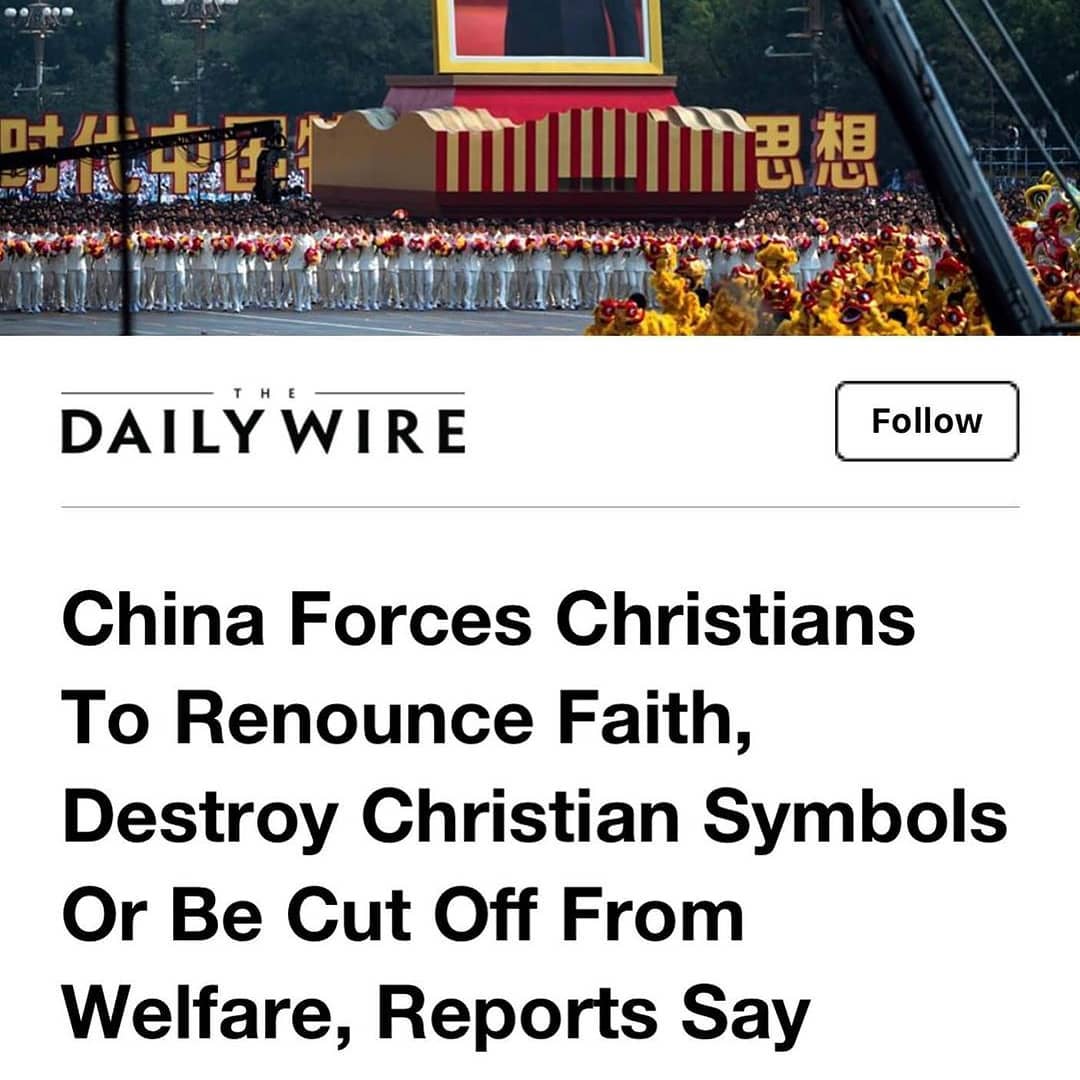 时代中国特
思想
THE
DAILY WIRE
Follow
China Forces Christians
To Renounce Faith,
Destroy Christian Symbols
Or Be Cut Off From
Welfare, Reports Say